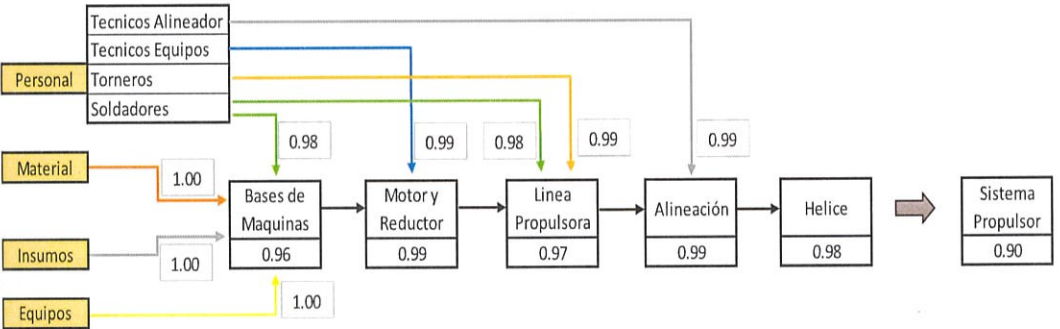 Tecnicos Alineador
Tecnicos Equipos
Personal
Torneros
Soldadores
0.98
0.99
0.98
0.99
0.99
Material
1.00
Bases de
Maquinas
0.96
Motor y
Reductor
0.99
Linea
Propulsora
0.97
Alineación
0.99
Helice
0.98
Sistema
Propulsor
0.90
Insumos
1.00
Equipos
1.00